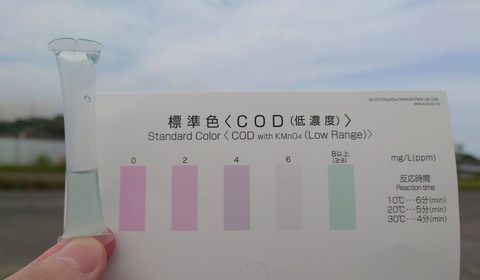 標準色〈COD(低濃度)〉
Standard Color〈 COD with KMnO₄ (Low Range)〉
0 2 4 6 8以上 (≥8) mg/L(ppm)
反応時間
Reaction time
10℃…6分(min)
20℃…5分(min)
30℃…4分(min)